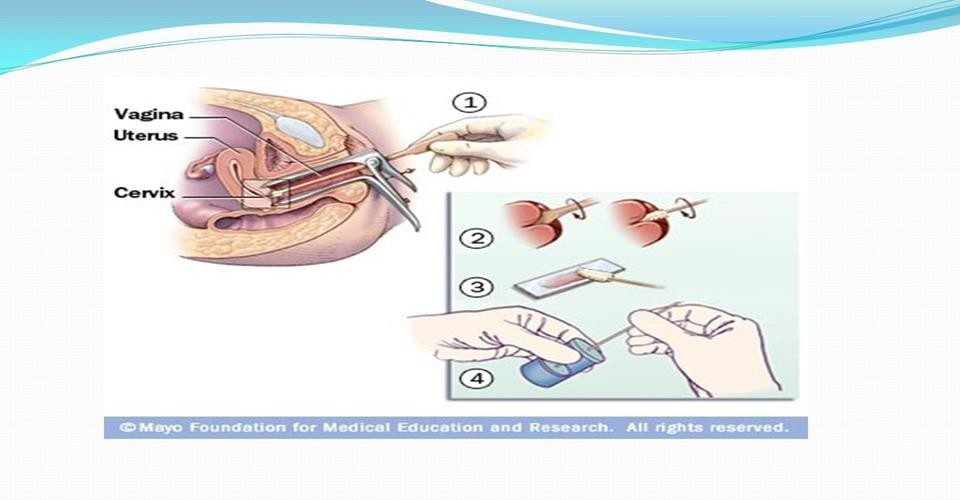 Vagina
Uterus
Cervix
1
2
3
4
©Mayo Foundation for Medical Education and Research. All rights reserved.